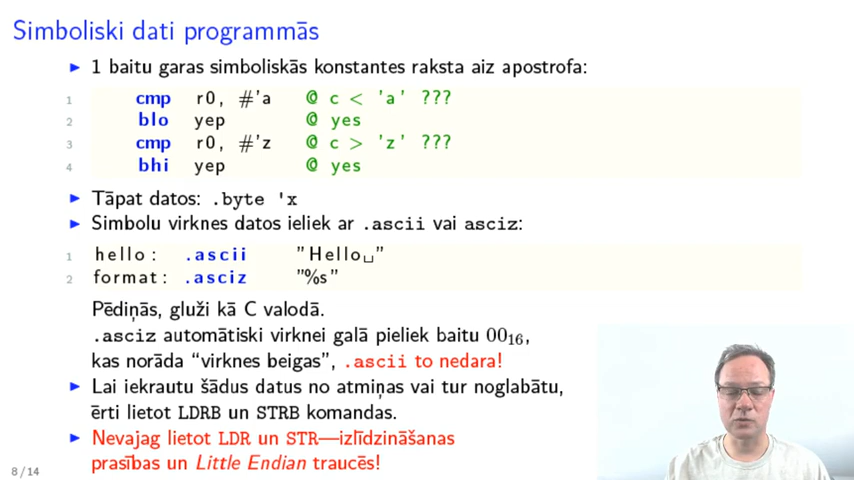 Simboliski dati programmās
▶ 1 baitu garas simboliskās konstantes raksta aiz apostrofa:
1 cmp r0, #'a @ c < 'a' ???
2 blo yep @ yes
3 cmp r0, #'z @ c > 'z' ???
4 bhi yep @ yes
▶ Tāpat datos: .byte 'x
▶ Simbolu virknes datos ieliek ar .ascii vai asciz:
1 hello: .ascii "Hello␣"
2 format: .asciz "%s"
Pēdiņās, gluži kā C valodā.
.asciz automātiski virknei galā pieliek baitu 00₁₆,
kas norāda “virknes beigas”, .ascii to nedara!
▶ Lai iekrautu šādus datus no atmiņas vai tur noglabātu,
ērti lietot LDRB un STRB komandas.
▶ Nevajag lietot LDR un STR—izlīdzināšanas
prasības un Little Endian traucēs!
8 / 14